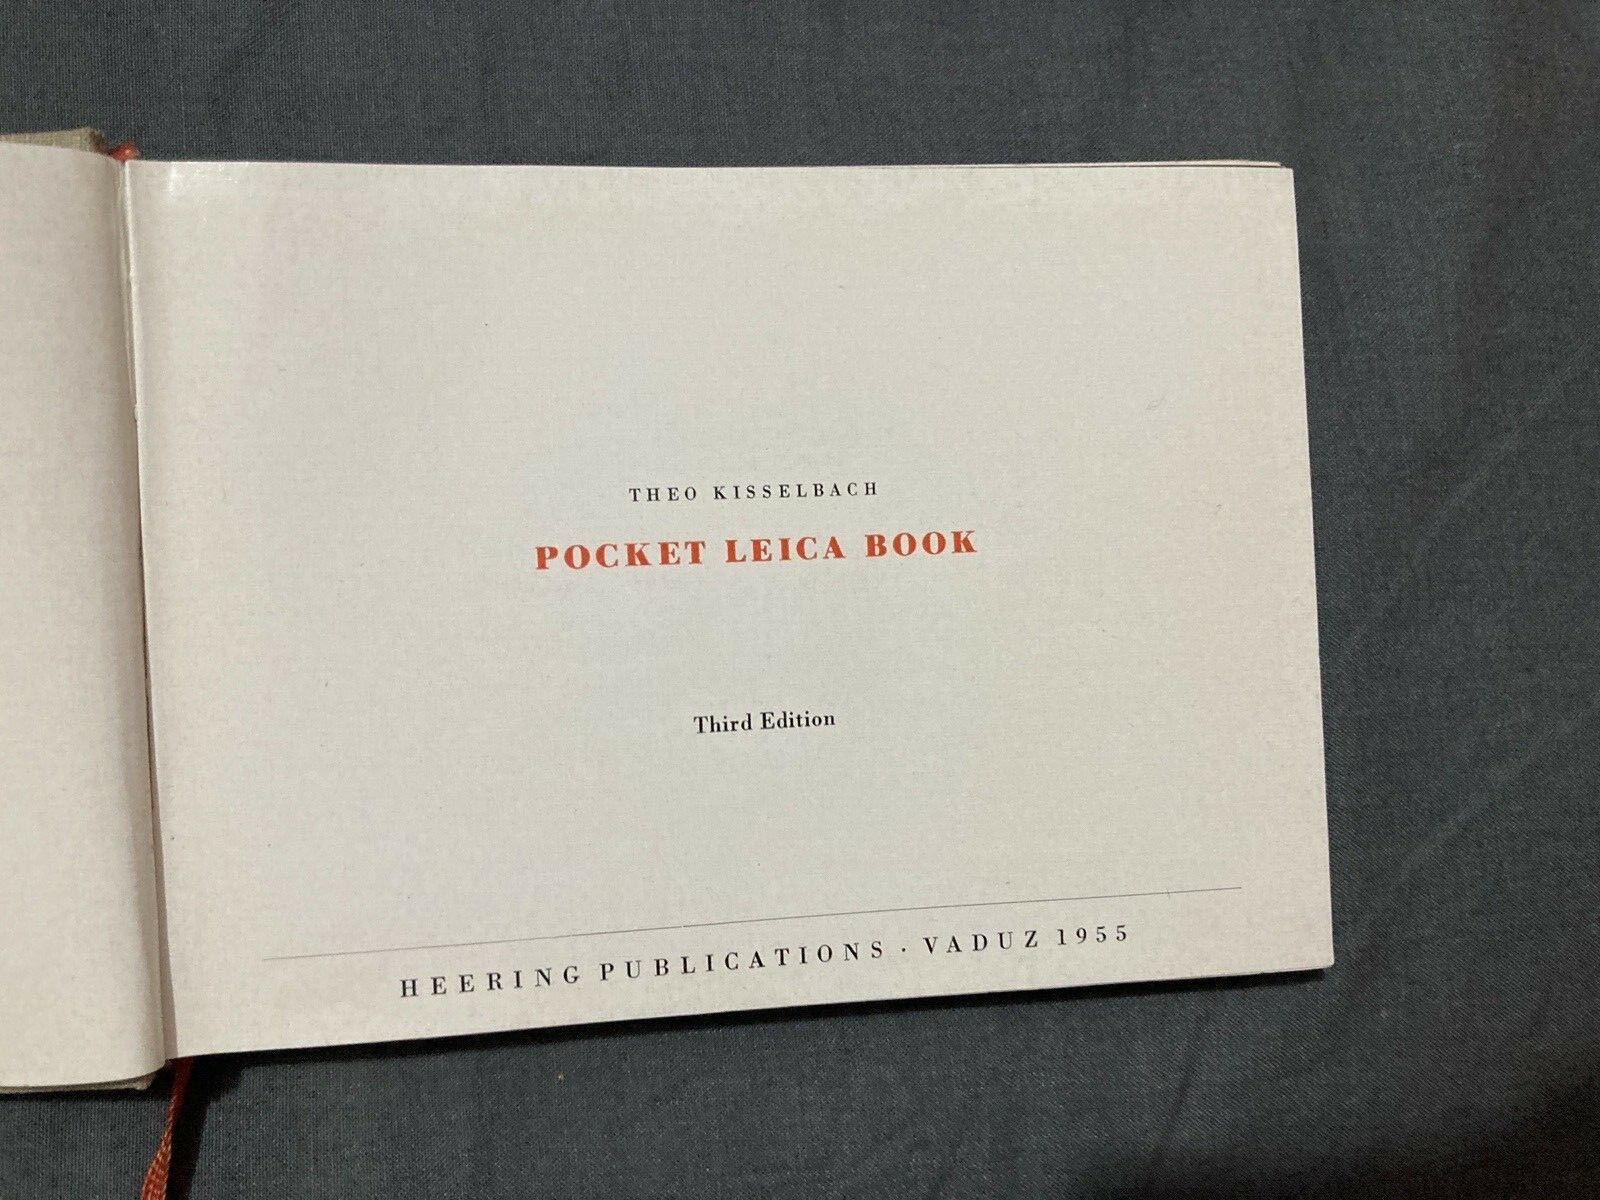 THEO KISSELBACH
POCKET LEICA BOOK
Third Edition
HEERING PUBLICATIONS · VADUZ 1955